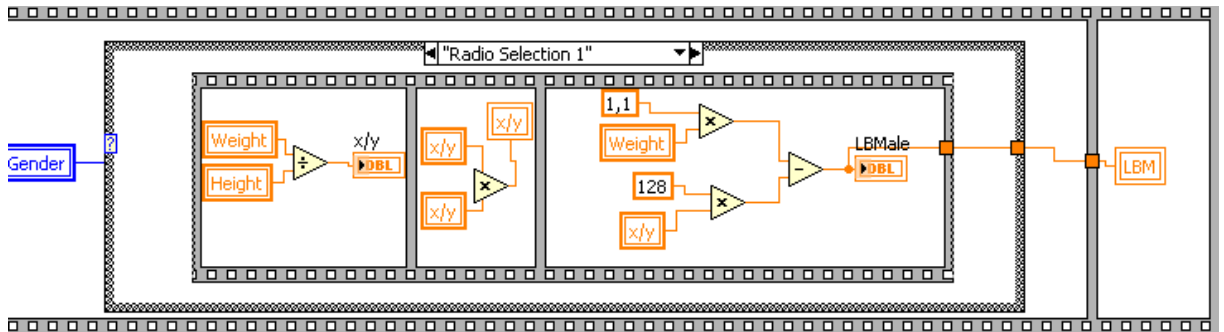 "Radio Selection 1"
Gender
?
Weight
Height
÷
x/y
DBL
x/y
x/y
x/y
×
1,1
Weight
×
128
x/y
×
−
LBMale
DBL
LBM